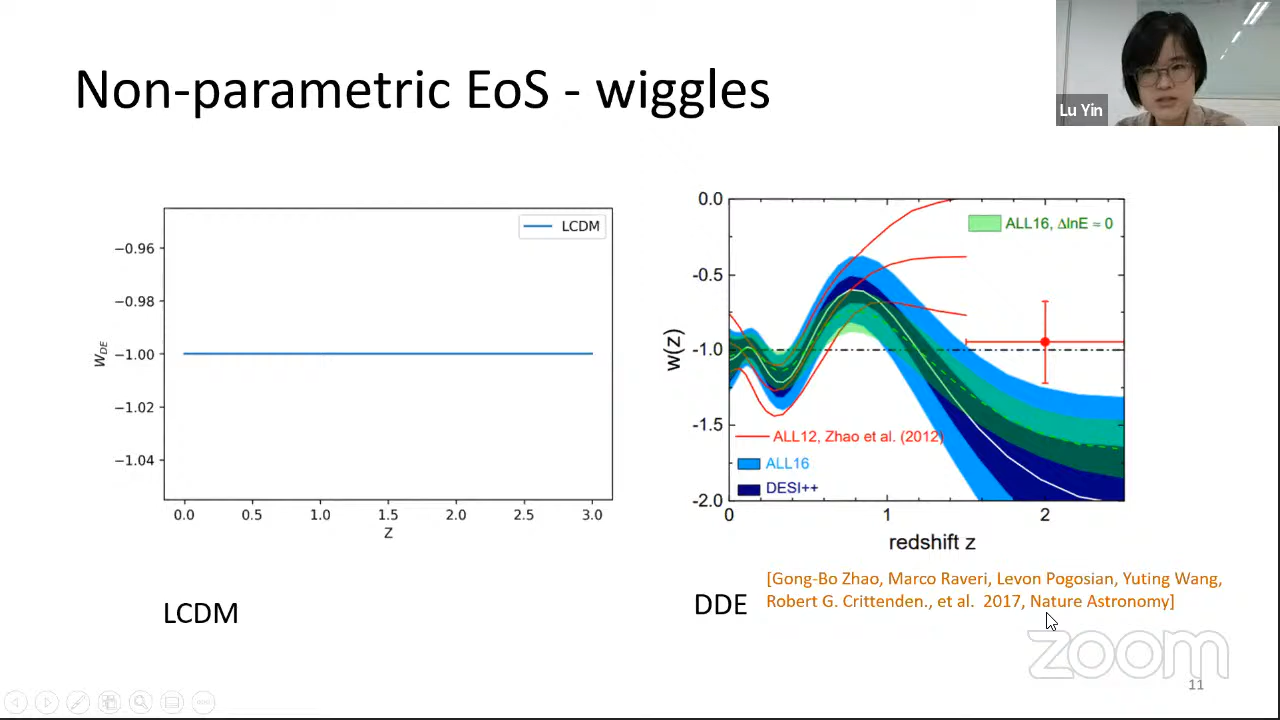 Non-parametric EoS - wiggles
Lu Yin
LCDM
−0.96
−0.98
−1.00
−1.02
−1.04
W_DE
0.0 0.5 1.0 1.5 2.0 2.5 3.0
Z
LCDM
0.0
-0.5
-1.0
-1.5
-2.0
w(z)
ALL16, ΔlnE = 0
ALL12, Zhao et al. (2012)
ALL16
DESI++
0 1 2
redshift z
DDE
[Gong-Bo Zhao, Marco Raveri, Levon Pogosian, Yuting Wang,
Robert G. Crittenden., et al. 2017, Nature Astronomy]
zoom
11